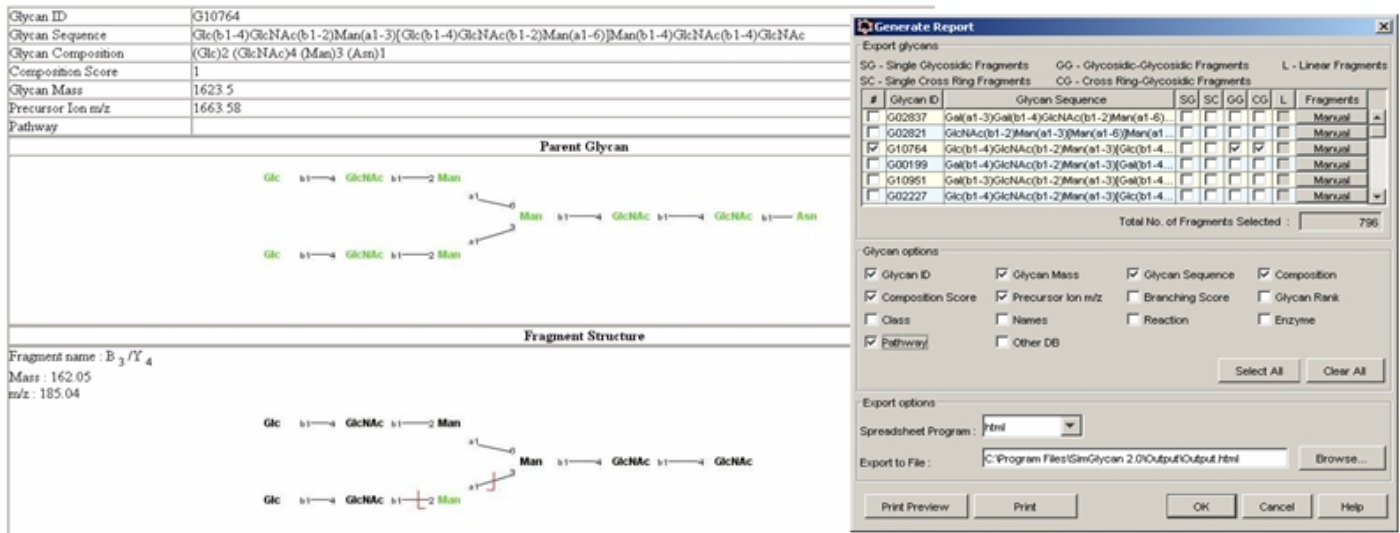 Glycan ID G10764
Glycan Sequence Glc(b1-4)GlcNAc(b1-2)Man(a1-3)[Glc(b1-4)GlcNAc(b1-2)Man(a1-6)]Man(b1-4)GlcNAc(b1-4)GlcNAc
Glycan Composition (Glc)2 (GlcNAc)4 (Man)3 (Asn)1
Composition Score 1
Glycan Mass 1623.5
Precursor Ion m/z 1663.58
Pathway
Parent Glycan
Glc b1 4 GlcNAc b1 2 Man
a1 6
Man b1 4 GlcNAc b1 4 GlcNAc b1 Asn
a1 3
Glc b1 4 GlcNAc b1 2 Man
Fragment Structure
Fragment name : B 3 /Y 4
Mass : 162.05
m/z : 185.04
Glc b1 4 GlcNAc b1 2 Man
a1 6
Man b1 4 GlcNAc b1 4 GlcNAc
a1 3
Glc b1 4 GlcNAc b1 2 Man
Generate Report
Export glycans
SG - Single Glycosidic Fragments GG - Glycosidic-Glycosidic Fragments L - Linear Fragments
SC - Single Cross Ring Fragments CG - Cross Ring-Glycosidic Fragments
# Glycan ID Glycan Sequence SG SC GG CG L Fragments
G02837 Gal(a1-3)Gal(b1-4)GlcNAc(b1-2)Man(a1-6)... Manual
G02821 GlcNAc(b1-2)Man(a1-3)[Man(a1-6)]Man(a1... Manual
G10764 Glc(b1-4)GlcNAc(b1-2)Man(a1-3)[Glc(b1-4... Manual
G00199 Gal(b1-4)GlcNAc(b1-2)Man(a1-3)[Gal(b1-4... Manual
G10951 Gal(b1-3)GlcNAc(b1-2)Man(a1-3)[Gal(b1-4... Manual
G02227 Glc(b1-4)GlcNAc(b1-2)Man(a1-3)[Glc(b1-4... Manual
Total No. of Fragments Selected : 796
Glycan options
Glycan ID Glycan Mass Glycan Sequence Composition
Composition Score Precursor Ion m/z Branching Score Glycan Rank
Class Names Reaction Enzyme
Pathway Other DB
Select All Clear All
Export options
Spreadsheet Program : html
Export to File : C:\Program Files\SimGlycan 2.0\Output\Output.html Browse...
Print Preview Print OK Cancel Help